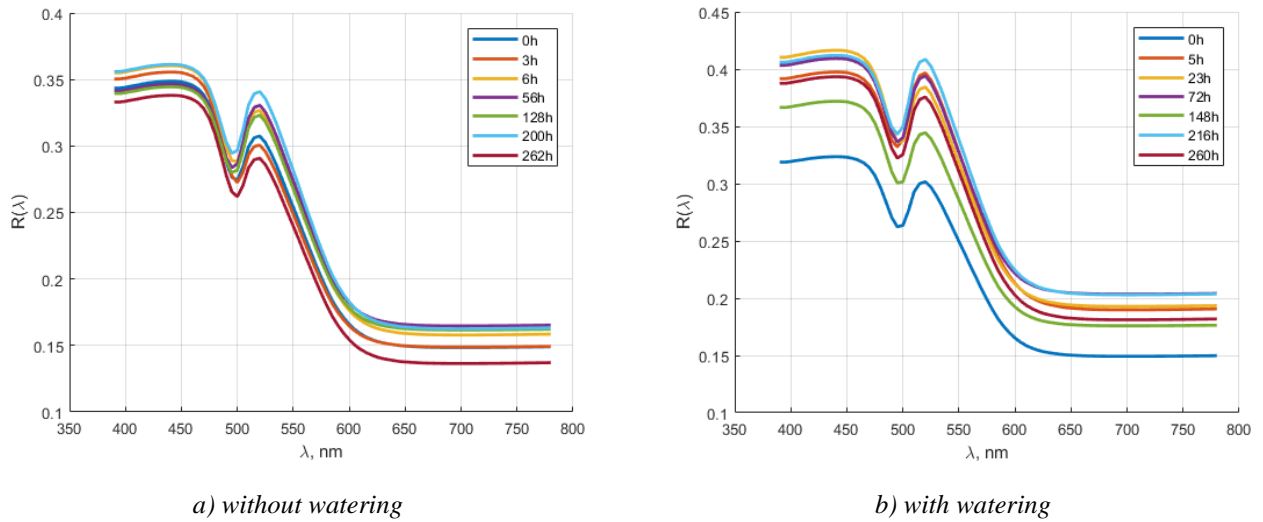 0.4
0.35
0.3
0.25
0.2
0.15
0.1
R(λ)
350 400 450 500 550 600 650 700 750 800
λ, nm
0h
3h
6h
56h
128h
200h
262h
a) without watering
0.45
0.4
0.35
0.3
0.25
0.2
0.15
0.1
R(λ)
350 400 450 500 550 600 650 700 750 800
λ, nm
0h
5h
23h
72h
148h
216h
260h
b) with watering